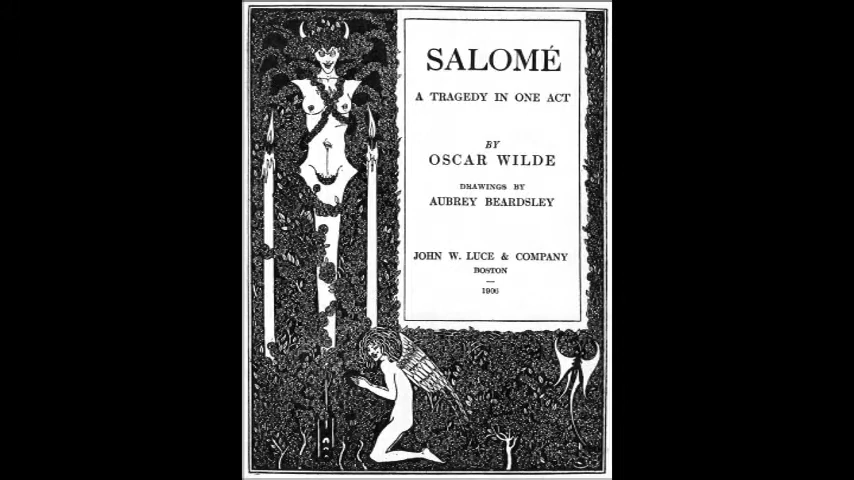 SALOMÉ
A TRAGEDY IN ONE ACT
BY
OSCAR WILDE
DRAWINGS BY
AUBREY BEARDSLEY
JOHN W. LUCE & COMPANY
BOSTON
—
1906